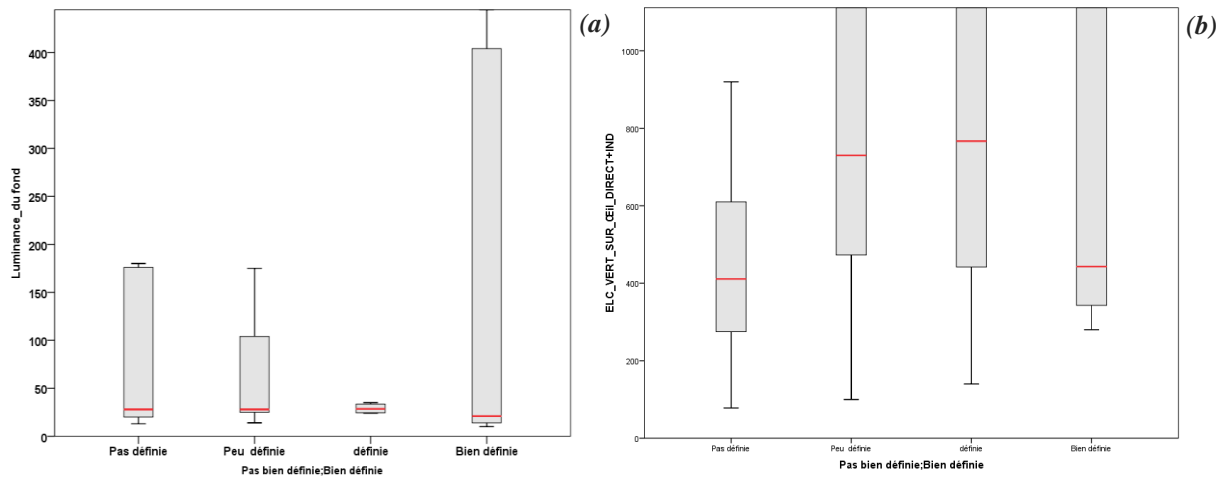 (a)
Luminance_du fond
400
350
300
250
200
150
100
50
0
Pas définie Peu définie définie Bien définie
Pas bien définie;Bien définie
(b)
ELC_VERT_SUR_Œil_DIRECT+IND
1000
800
600
400
200
0
Pas définie Peu définie définie Bien définie
Pas bien définie;Bien définie